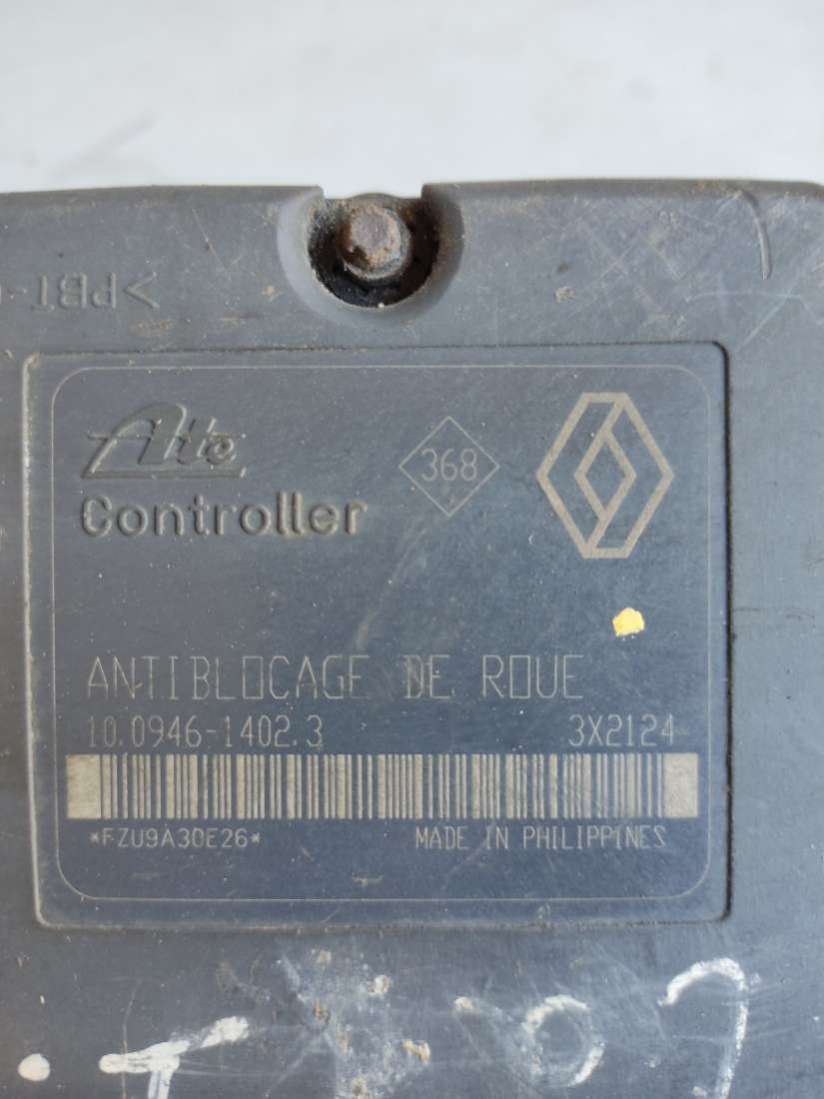 >PBT-
Ate
368
Controller
ANTIBLOCAGE DE ROUE
10.0946-1402.3 3X2124
*FZU9A30E26* MADE IN PHILIPPINES